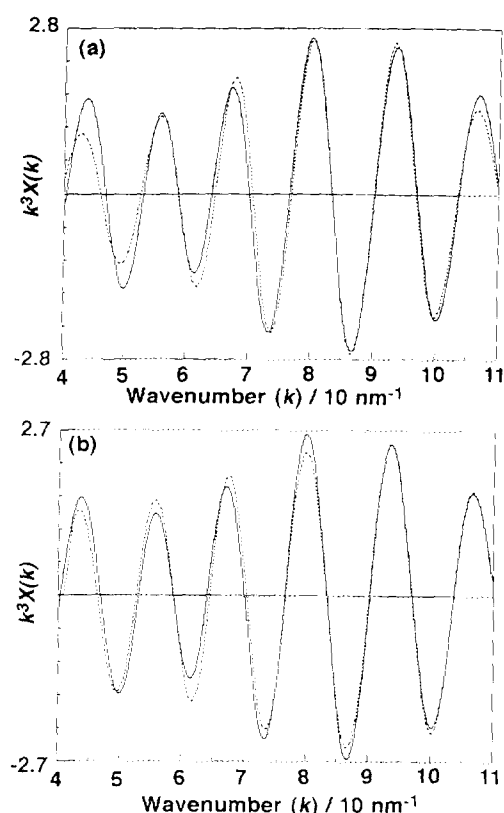 2.8
(a)
k³X(k)
-2.8
4 5 6 7 8 9 10 11
Wavenumber (k) / 10 nm⁻¹
2.7
(b)
k³X(k)
-2.7
4 5 6 7 8 9 10 11
Wavenumber (k) / 10 nm⁻¹